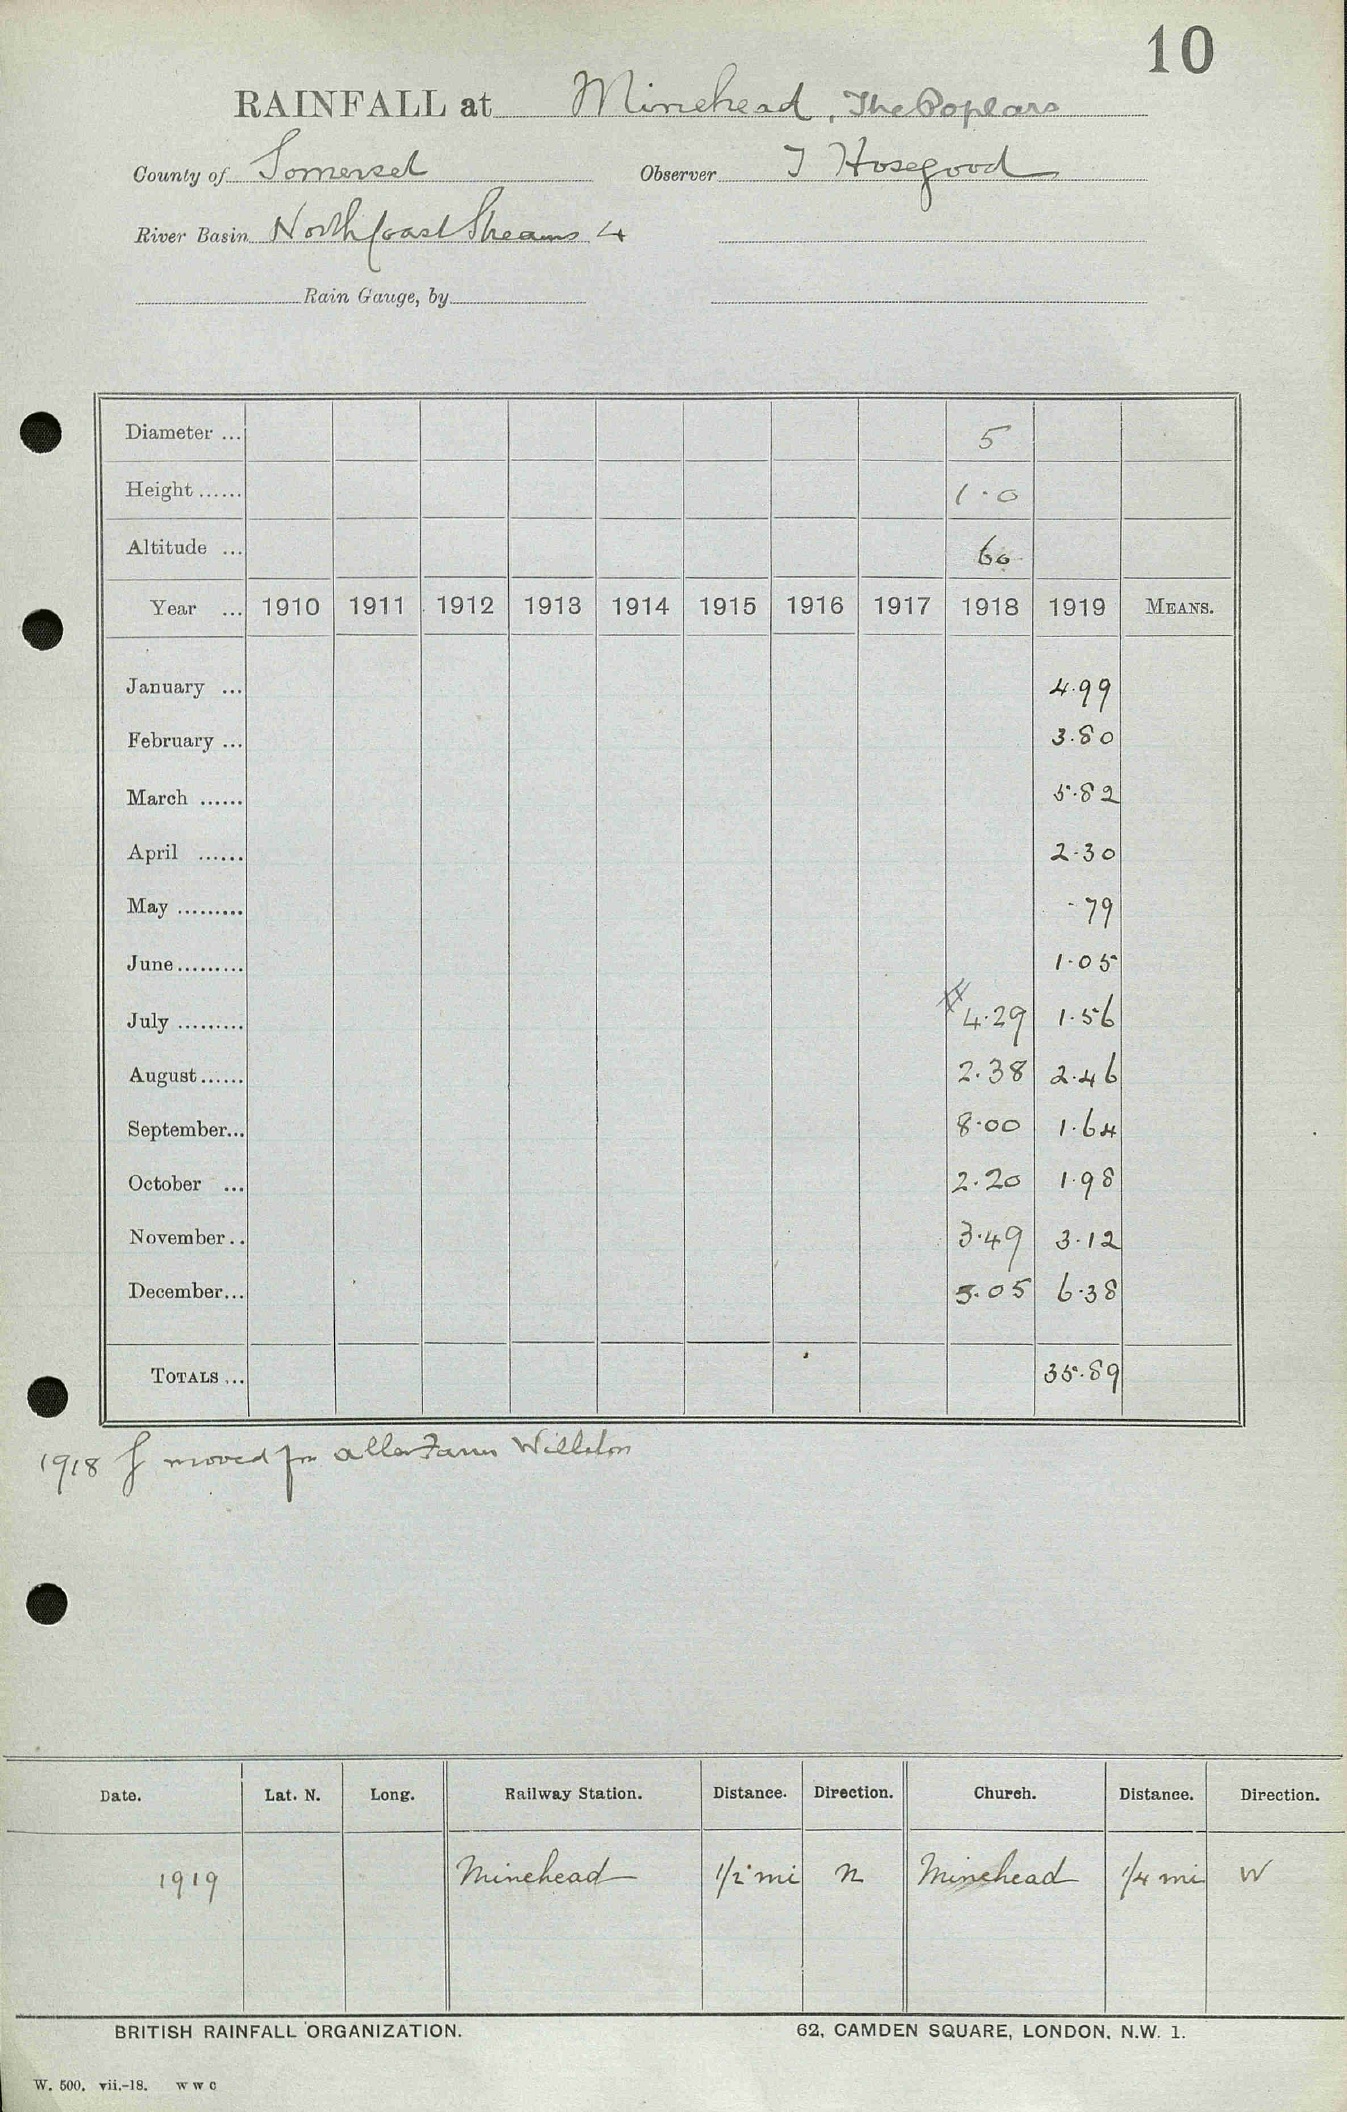 10
RAINFALL at Minehead, The Poplars
County of Somerset Observer J Hosegood
River Basin North Coast Streams 4
Rain Gauge, by
Diameter ... 5
Height ...... 1.0
Altitude ... 60
Year ... 1910 1911 1912 1913 1914 1915 1916 1917 1918 1919 MEANS.
January ... 4.99
February ... 3.80
March ...... 5.82
April ...... 2.30
May ......... .79
June ......... 1.05
July ......... 4.29 1.56
August ...... 2.38 2.46
September... 8.00 1.64
October ... 2.20 1.98
November.. 3.49 3.12
December... 5.05 6.38
TOTALS ... 35.89
1918 moved fm Aller Farm Williton
Date. Lat. N. Long. Railway Station. Distance. Direction. Church. Distance. Direction.
1919 Minehead 1/2 mi N Minehead 1/4 mi W
BRITISH RAINFALL ORGANIZATION. 62, CAMDEN SQUARE, LONDON, N.W. 1.
W. 500. vii.-18. W W C